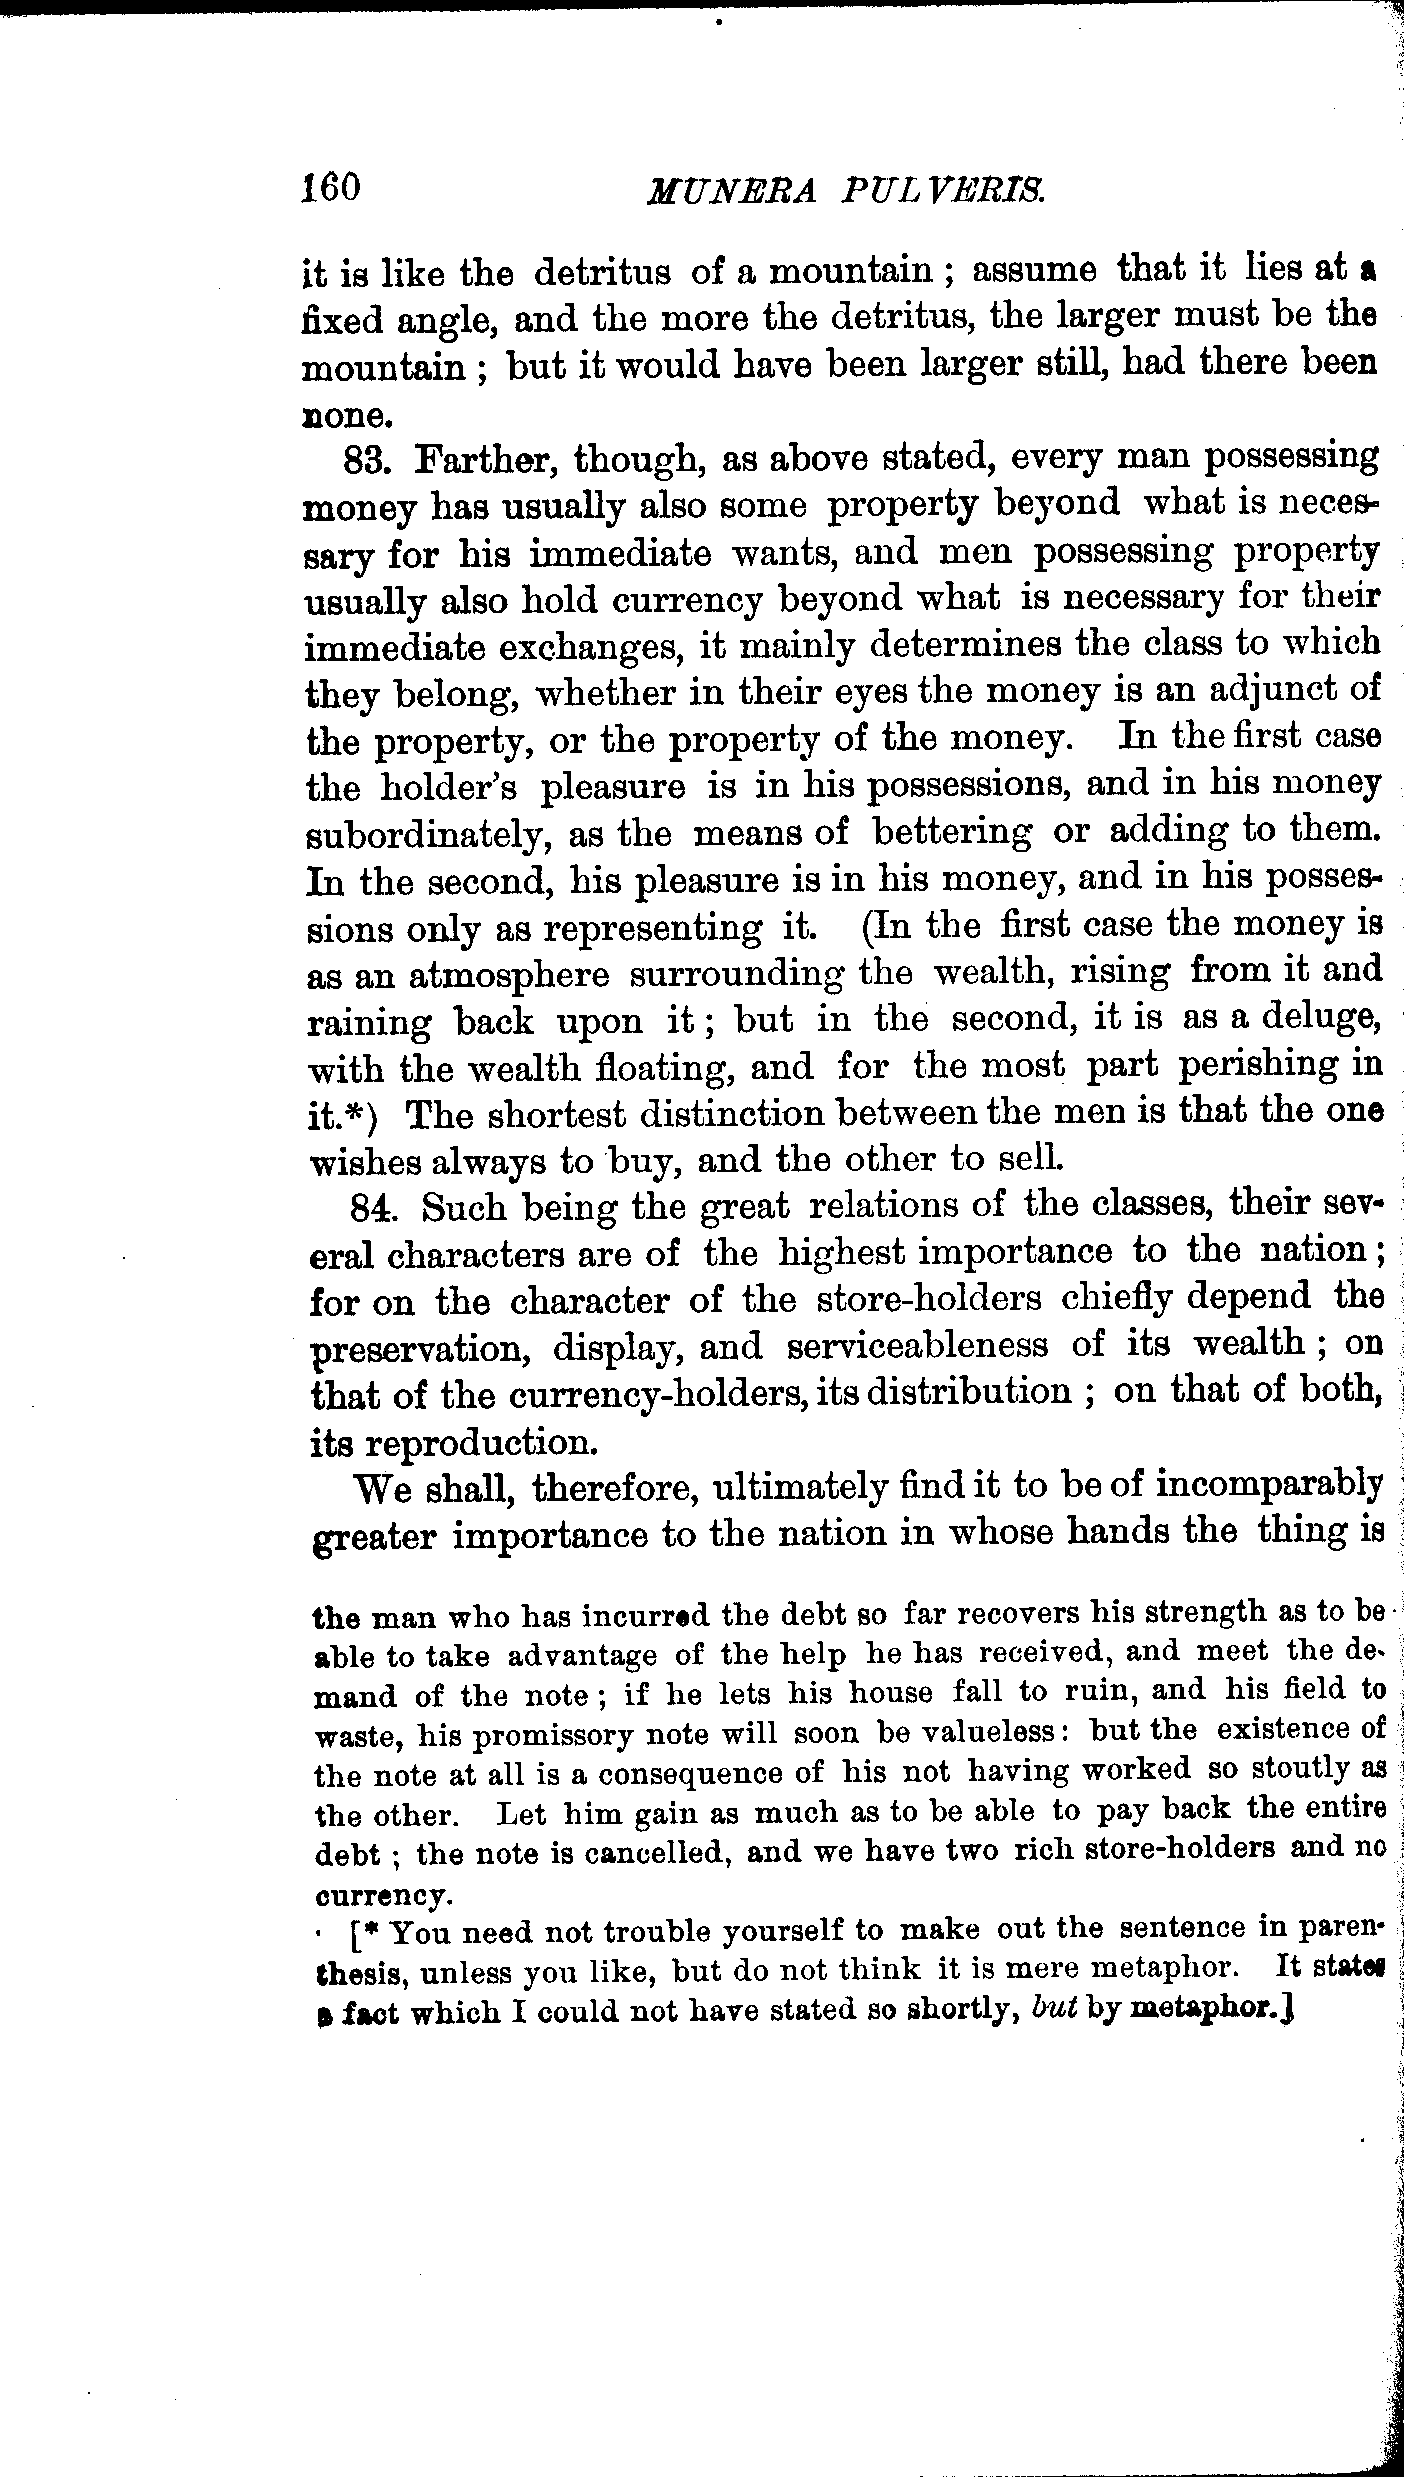 160 MUNERA PULVERIS.
it is like the detritus of a mountain ; assume that it lies at a
fixed angle, and the more the detritus, the larger must be the
mountain ; but it would have been larger still, had there been
none.
83. Farther, though, as above stated, every man possessing
money has usually also some property beyond what is neces-
sary for his immediate wants, and men possessing property
usually also hold currency beyond what is necessary for their
immediate exchanges, it mainly determines the class to which
they belong, whether in their eyes the money is an adjunct of
the property, or the property of the money. In the first case
the holder's pleasure is in his possessions, and in his money
subordinately, as the means of bettering or adding to them.
In the second, his pleasure is in his money, and in his posses-
sions only as representing it. (In the first case the money is
as an atmosphere surrounding the wealth, rising from it and
raining back upon it ; but in the second, it is as a deluge,
with the wealth floating, and for the most part perishing in
it.*) The shortest distinction between the men is that the one
wishes always to buy, and the other to sell.
84. Such being the great relations of the classes, their sev-
eral characters are of the highest importance to the nation ;
for on the character of the store-holders chiefly depend the
preservation, display, and serviceableness of its wealth ; on
that of the currency-holders, its distribution ; on that of both,
its reproduction.
We shall, therefore, ultimately find it to be of incomparably
greater importance to the nation in whose hands the thing is
the man who has incurred the debt so far recovers his strength as to be
able to take advantage of the help he has received, and meet the de-
mand of the note ; if he lets his house fall to ruin, and his field to
waste, his promissory note will soon be valueless: but the existence of
the note at all is a consequence of his not having worked so stoutly as
the other. Let him gain as much as to be able to pay back the entire
debt ; the note is cancelled, and we have two rich store-holders and no
currency.
[* You need not trouble yourself to make out the sentence in paren-
thesis, unless you like, but do not think it is mere metaphor. It states
a fact which I could not have stated so shortly, but by metaphor.]